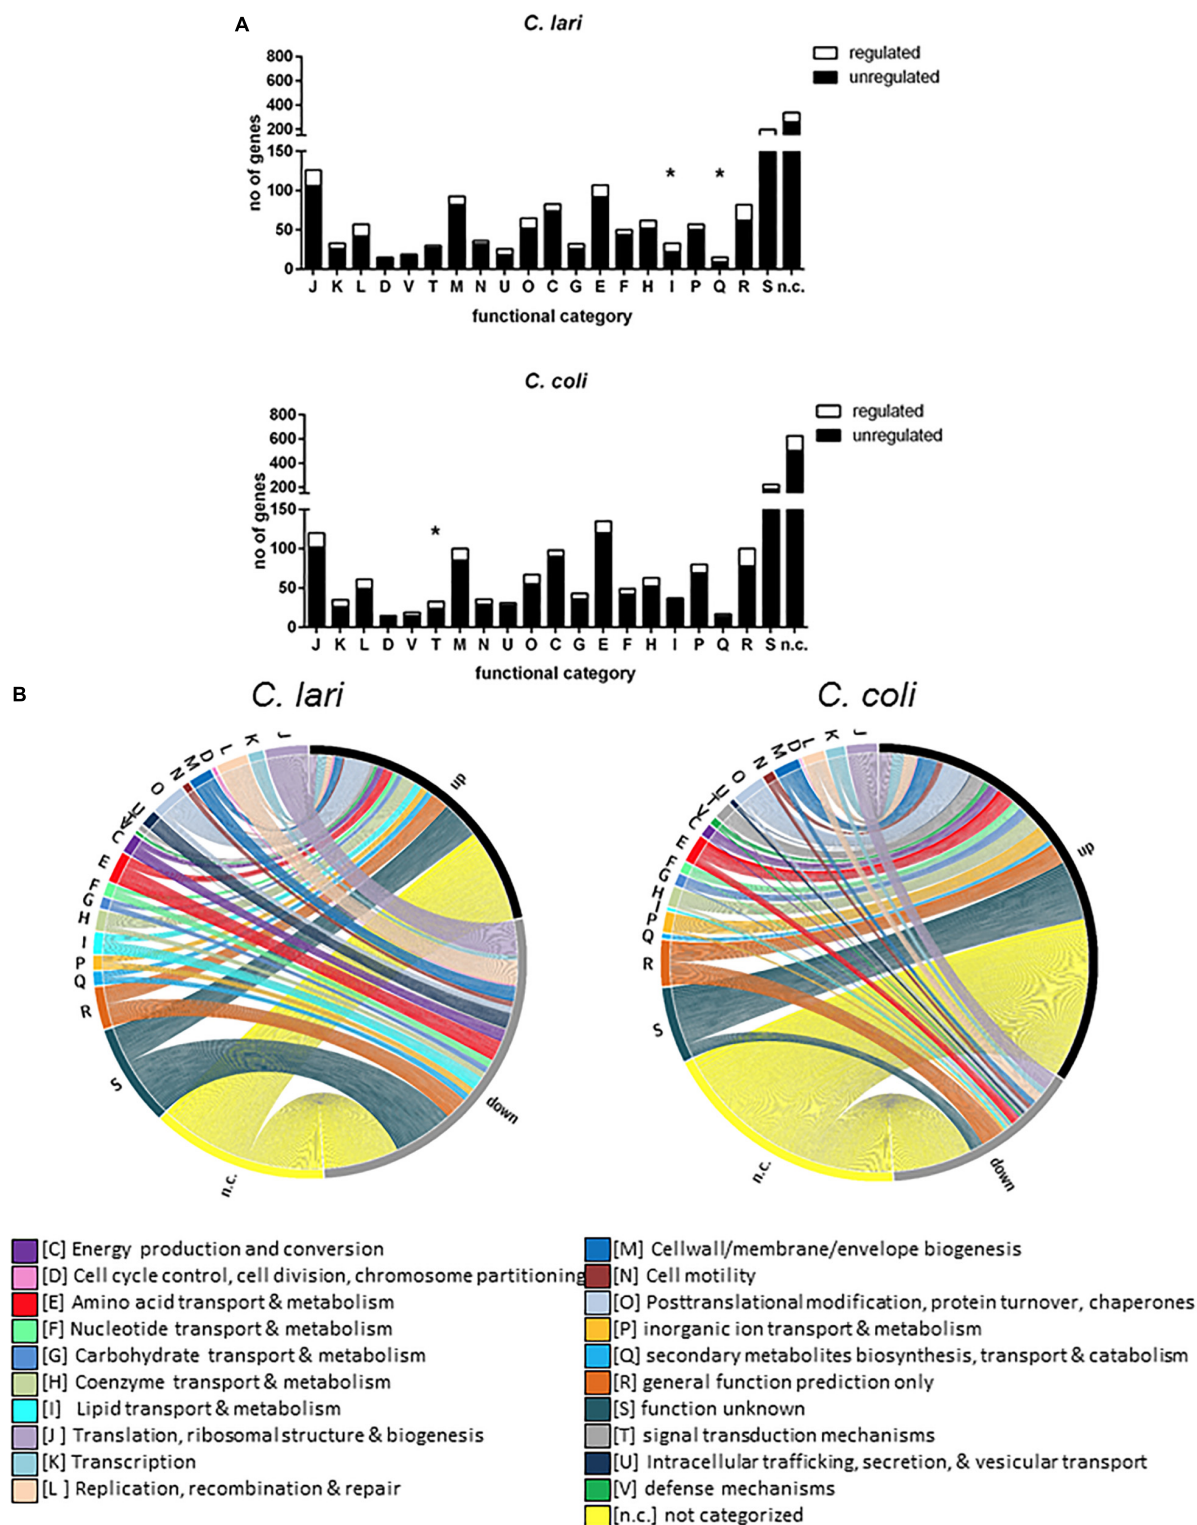 A
C. lari
800
600
400
200
150
100
50
0
no of genes
regulated
unregulated
*
*
J K L D V T M N U O C G E F H I P Q R S n.c.
functional category
C. coli
800
600
400
200
150
100
50
0
no of genes
regulated
unregulated
*
J K L D V T M N U O C G E F H I P Q R S n.c.
functional category
B
C. lari
J K L D M N O U T V C E F G H I P Q R S n.c.
up
down
C. coli
J K L D M N O U T V C E F G H I P Q R S n.c.
up
down
[C] Energy production and conversion
[D] Cell cycle control, cell division, chromosome partitioning
[E] Amino acid transport & metabolism
[F] Nucleotide transport & metabolism
[G] Carbohydrate transport & metabolism
[H] Coenzyme transport & metabolism
[I] Lipid transport & metabolism
[J ] Translation, ribosomal structure & biogenesis
[K] Transcription
[L ] Replication, recombination & repair
[M] Cellwall/membrane/envelope biogenesis
[N] Cell motility
[O] Posttranslational modification, protein turnover, chaperones
[P] inorganic ion transport & metabolism
[Q] secondary metabolites biosynthesis, transport & catabolism
[R] general function prediction only
[S] function unknown
[T] signal transduction mechanisms
[U] Intracellular trafficking, secretion, & vesicular transport
[V] defense mechanisms
[n.c.] not categorized